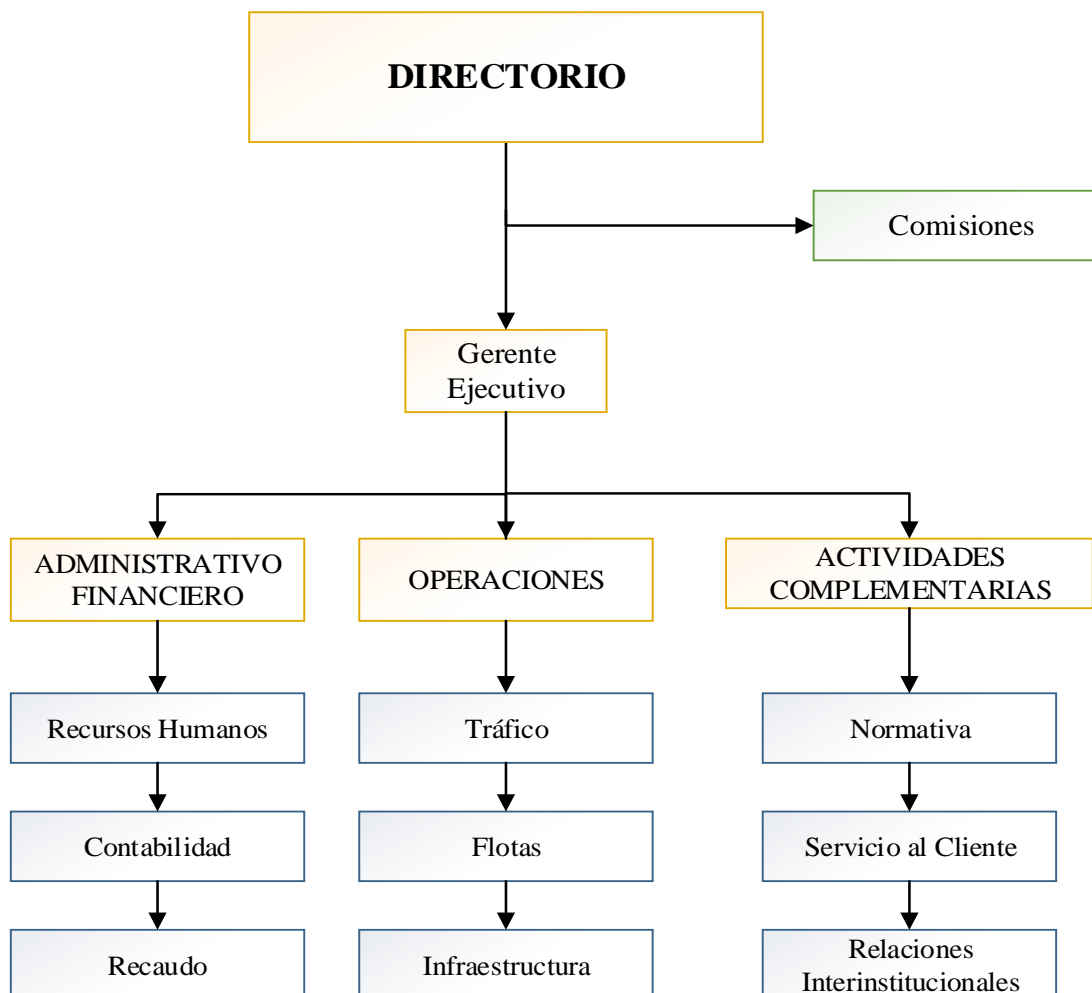 DIRECTORIO
Comisiones
Gerente
Ejecutivo
ADMINISTRATIVO
FINANCIERO
OPERACIONES
ACTIVIDADES
COMPLEMENTARIAS
Recursos Humanos
Tráfico
Normativa
Contabilidad
Flotas
Servicio al Cliente
Recaudo
Infraestructura
Relaciones
Interinstitucionales